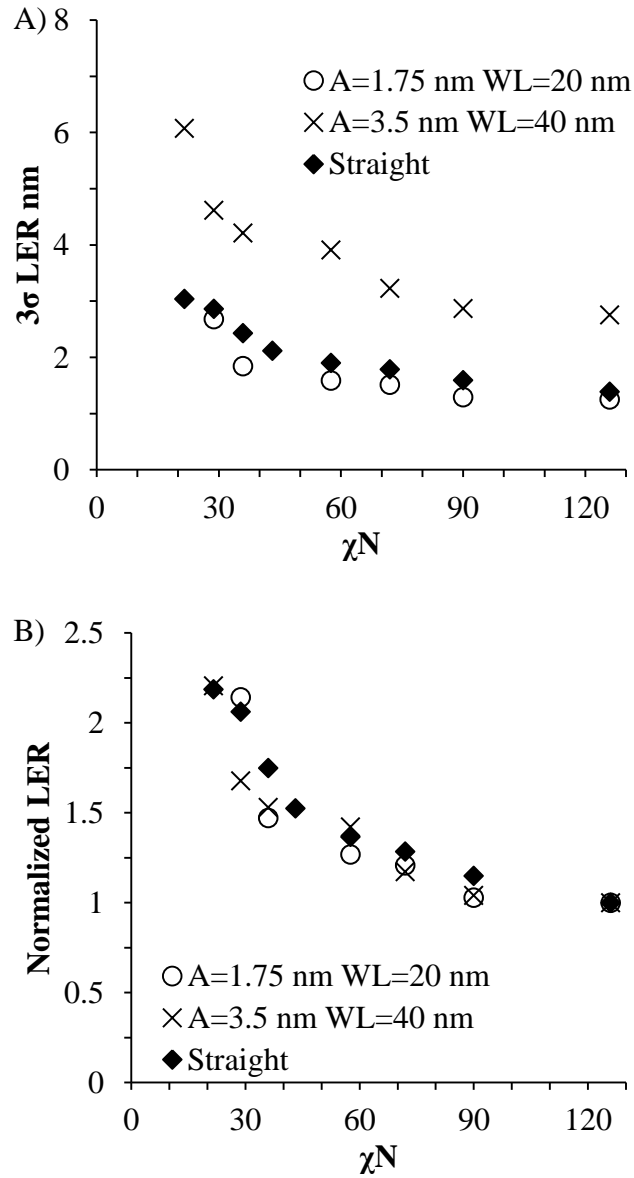 A)
8
6
4
2
0
3σ LER nm
A=1.75 nm WL=20 nm
A=3.5 nm WL=40 nm
Straight
0 30 60 90 120
χN
B)
2.5
2
1.5
1
0.5
0
Normalized LER
A=1.75 nm WL=20 nm
A=3.5 nm WL=40 nm
Straight
0 30 60 90 120
χN